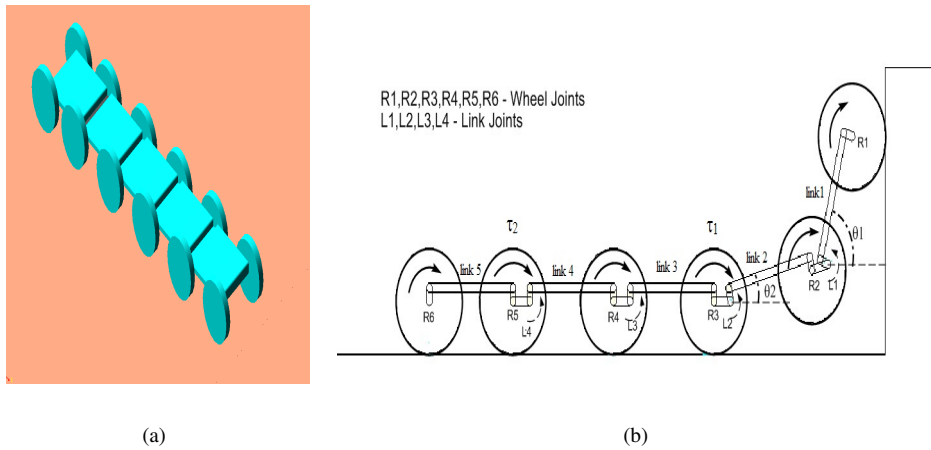 R1,R2,R3,R4,R5,R6 - Wheel Joints
L1,L2,L3,L4 - Link Joints
R1
link1
τ2
τ1
θ1
link 5
link 4
link 3
link 2
R2
τ1
θ2
R6
R5
R4
R3
L4
L3
L2
(a)
(b)